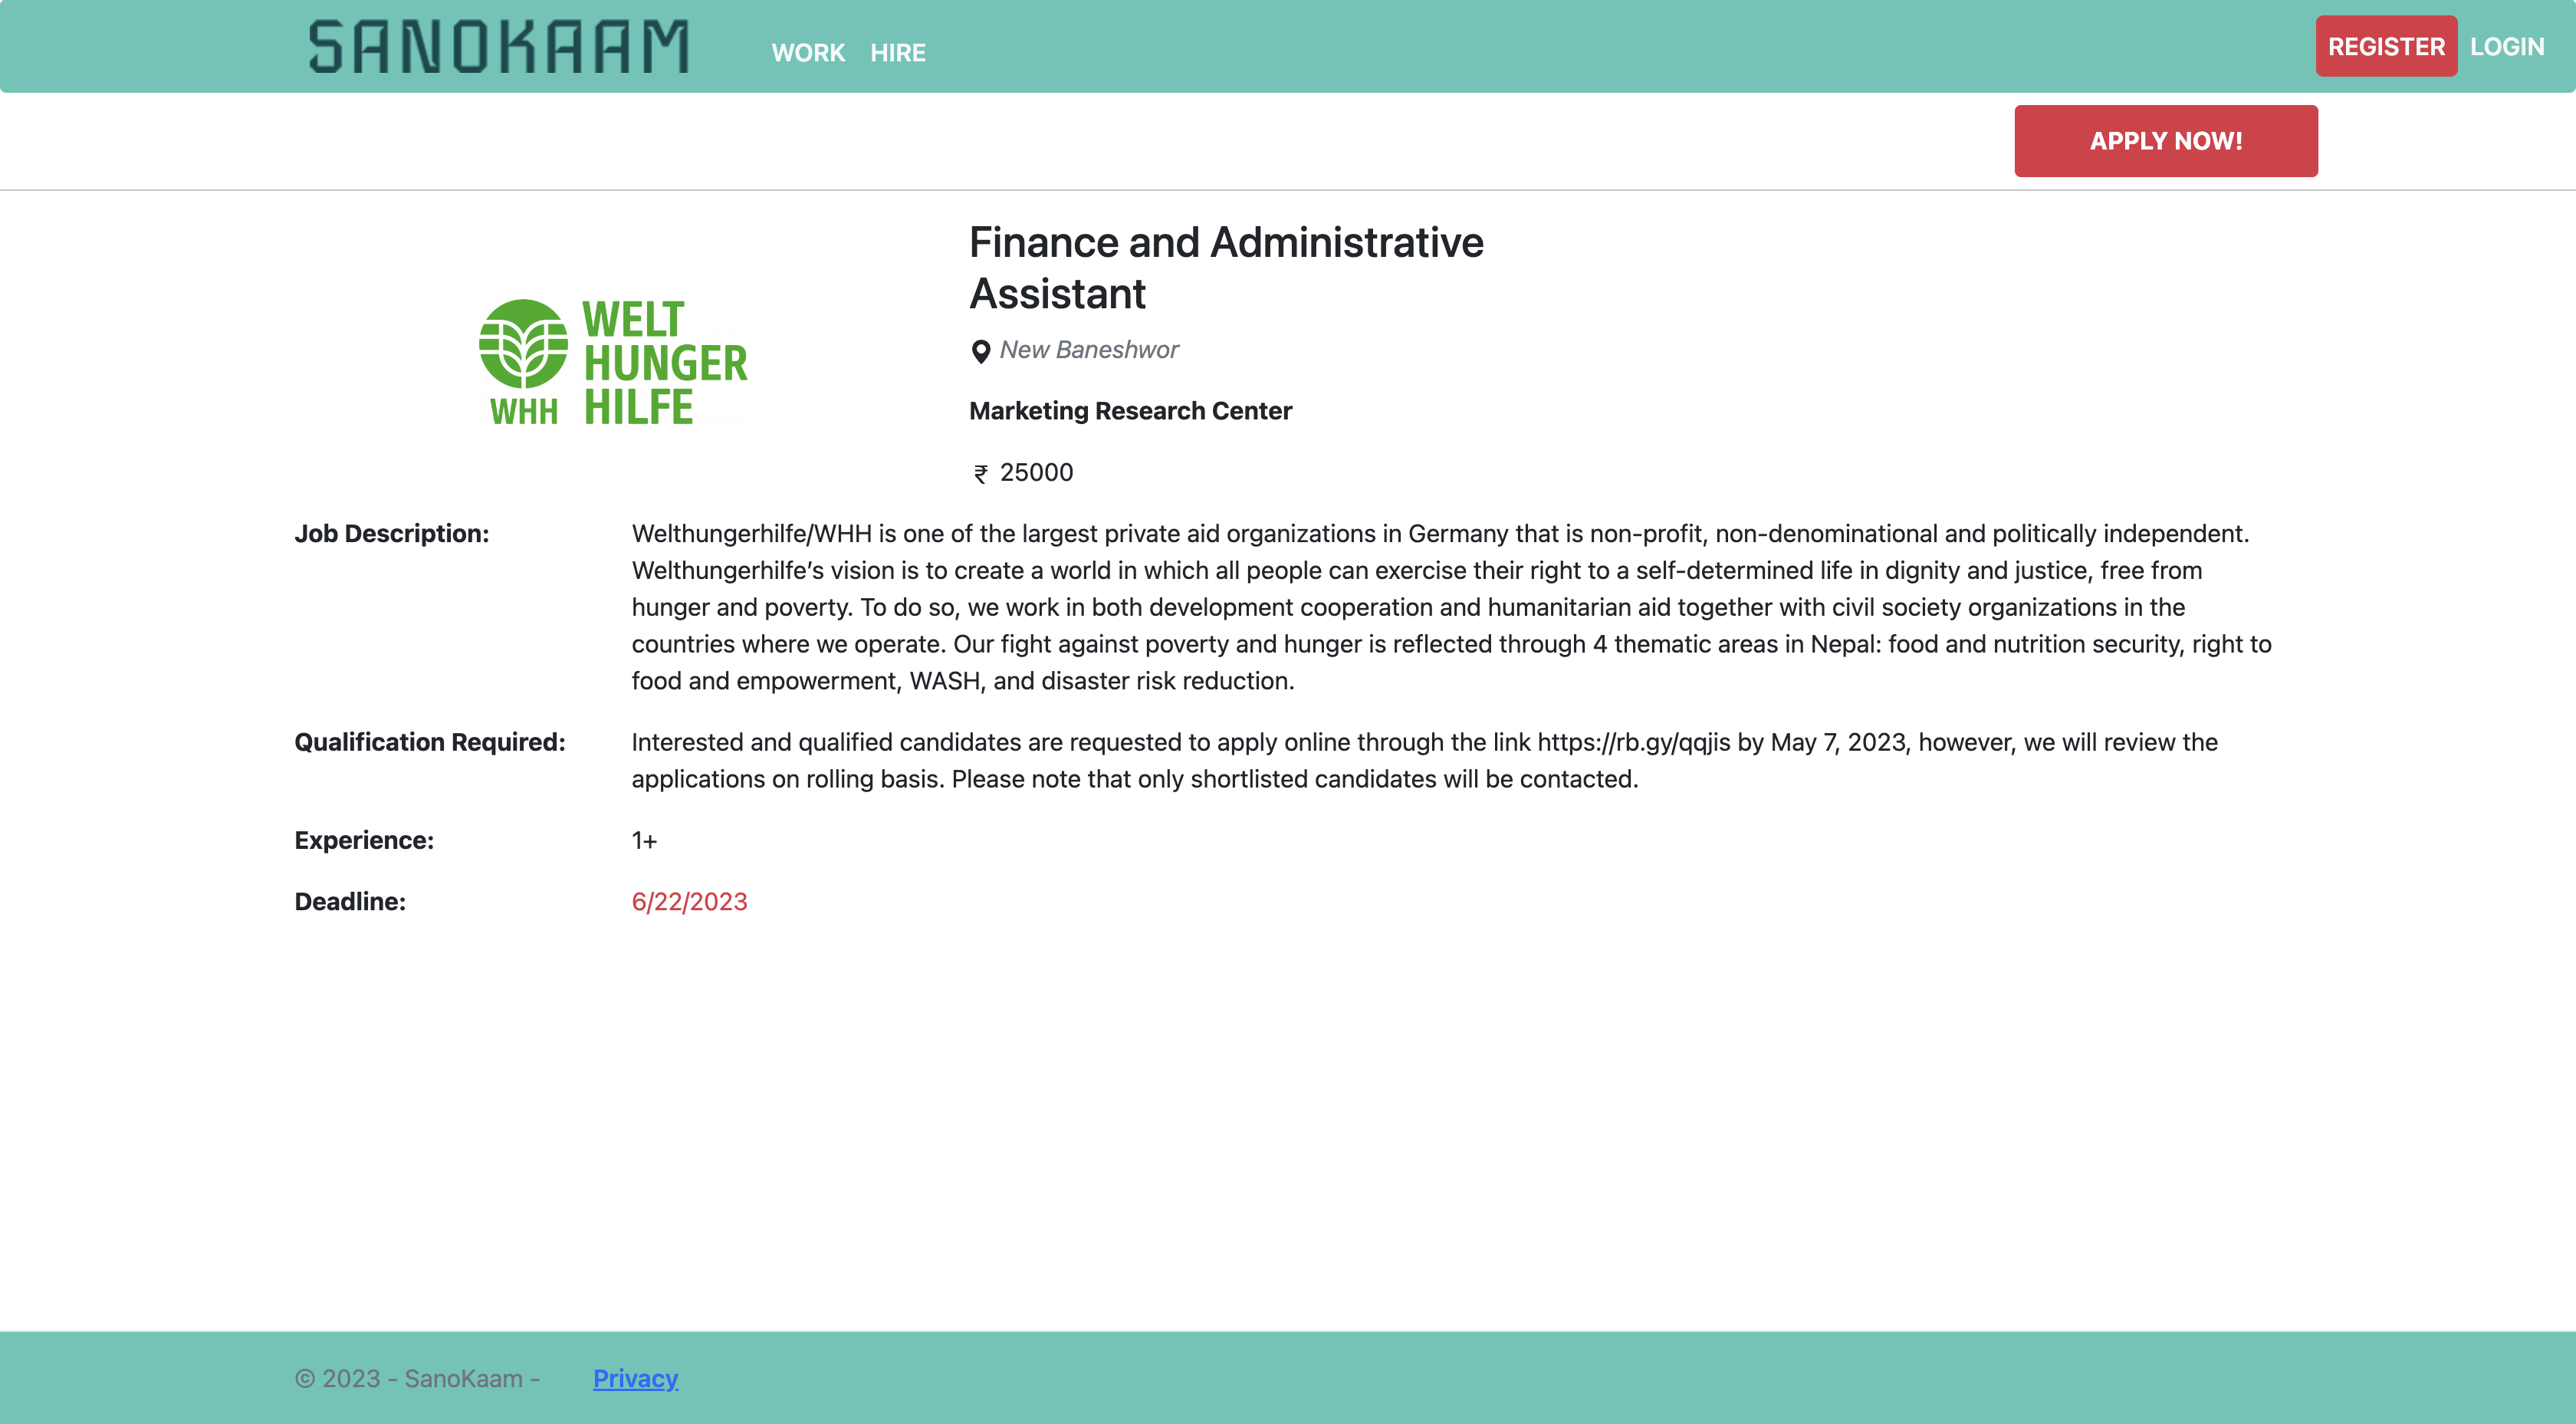 SANOKAAM
WORK HIRE
REGISTER LOGIN
APPLY NOW!
WELT
HUNGER
HILFE
WHH
Finance and Administrative
Assistant
New Baneshwor
Marketing Research Center
₹ 25000
Job Description:
Welthungerhilfe/WHH is one of the largest private aid organizations in Germany that is non-profit, non-denominational and politically independent.
Welthungerhilfe’s vision is to create a world in which all people can exercise their right to a self-determined life in dignity and justice, free from
hunger and poverty. To do so, we work in both development cooperation and humanitarian aid together with civil society organizations in the
countries where we operate. Our fight against poverty and hunger is reflected through 4 thematic areas in Nepal: food and nutrition security, right to
food and empowerment, WASH, and disaster risk reduction.
Qualification Required:
Interested and qualified candidates are requested to apply online through the link https://rb.gy/qqjis by May 7, 2023, however, we will review the
applications on rolling basis. Please note that only shortlisted candidates will be contacted.
Experience:
1+
Deadline:
6/22/2023
© 2023 - SanoKaam - Privacy